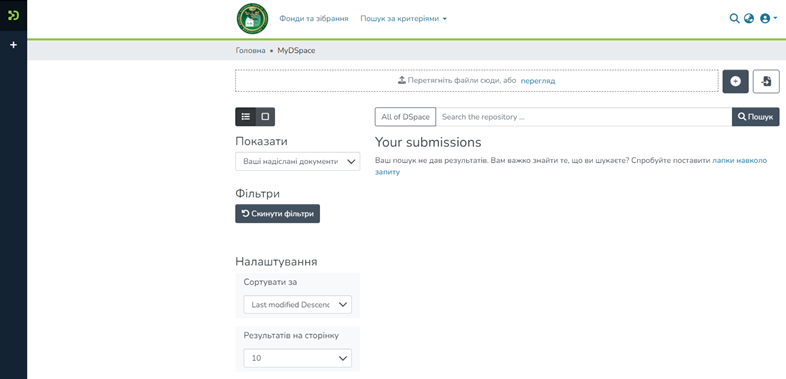 Фонди та зібрання Пошук за критеріями
Головна • MyDSpace
Перетягніть файли сюди, або перегляд
All of DSpace Search the repository ... Пошук
Показати
Ваші надіслані документи
Your submissions
Ваш пошук не дав результатів. Вам важко знайти те, що ви шукаєте? Спробуйте поставити лапки навколо
запиту
Фільтри
Скинути фільтри
Налаштування
Сортувати за
Last modified Descenc
Результатів на сторінку
10